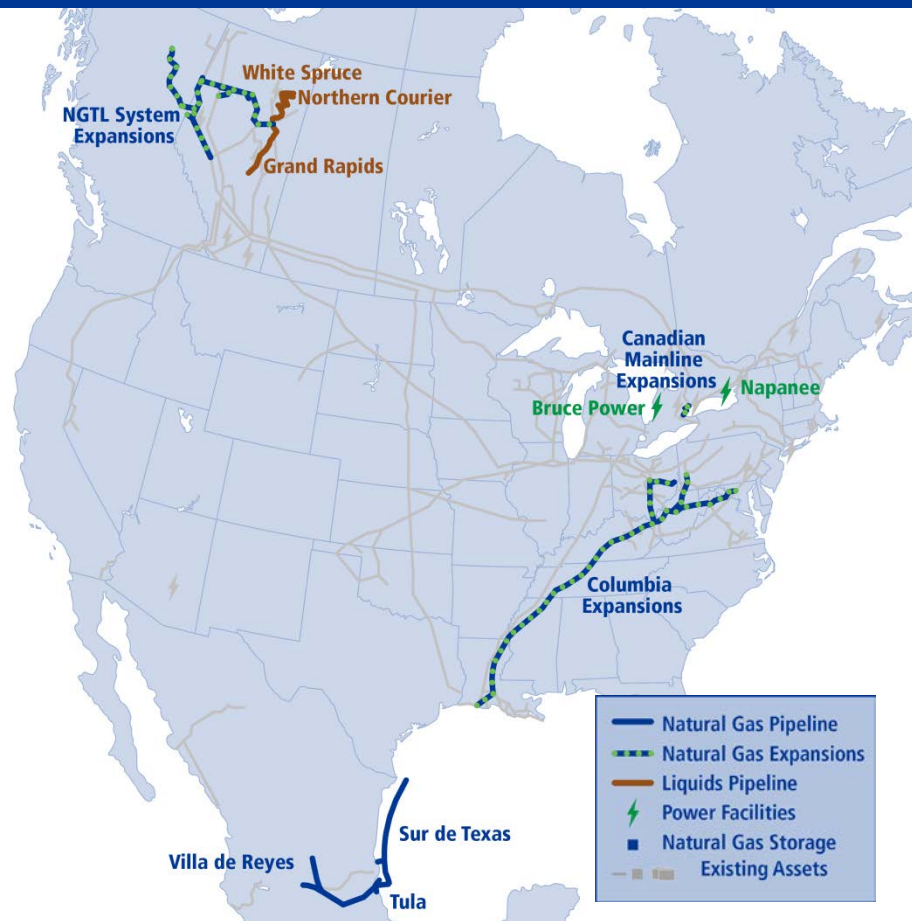 White Spruce
Northern Courier
NGTL System
Expansions
Grand Rapids
Canadian
Mainline
Expansions
Napanee
Bruce Power
Columbia
Expansions
Sur de Texas
Villa de Reyes
Tula
Natural Gas Pipeline
Natural Gas Expansions
Liquids Pipeline
Power Facilities
Natural Gas Storage
Existing Assets